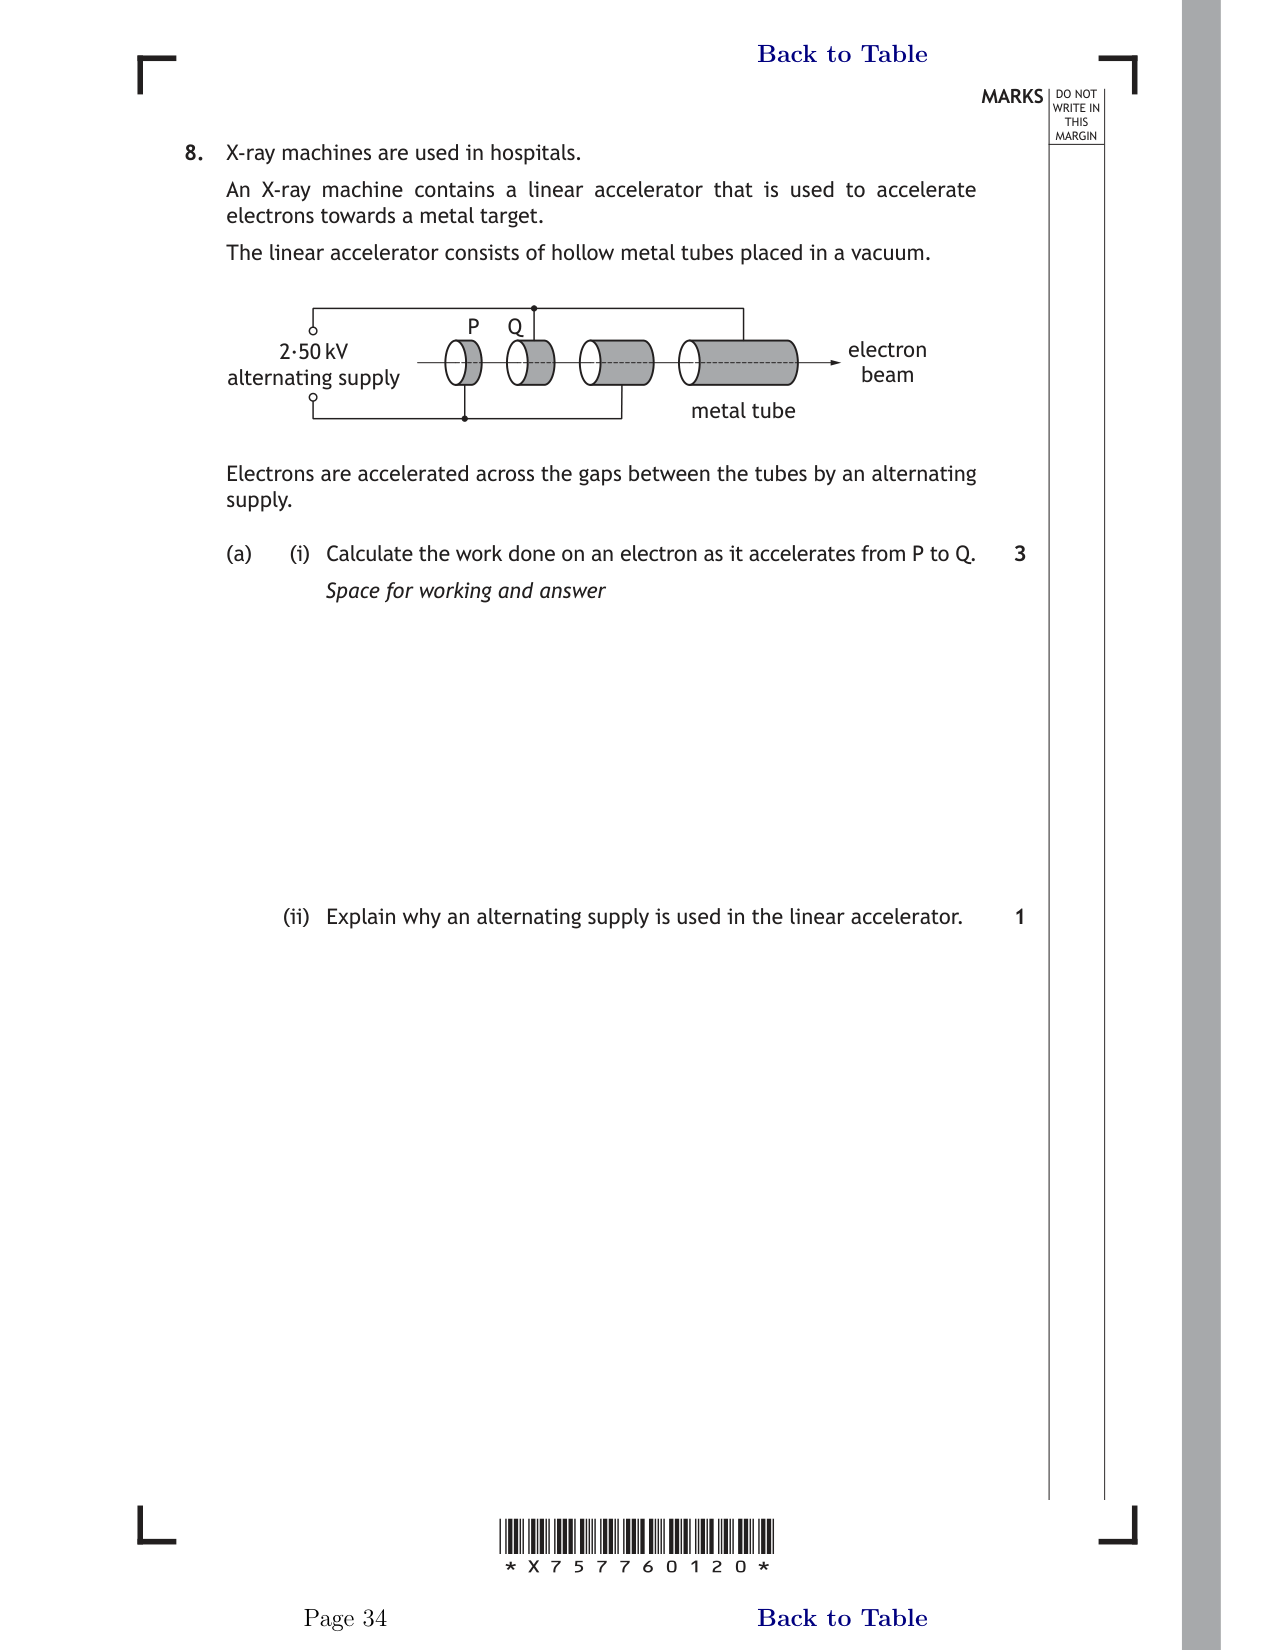 Back to Table
MARKS
DO NOT
WRITE IN
THIS
MARGIN
8. X-ray machines are used in hospitals.
An X-ray machine contains a linear accelerator that is used to accelerate
electrons towards a metal target.
The linear accelerator consists of hollow metal tubes placed in a vacuum.
P Q
2·50 kV
alternating supply
electron
beam
metal tube
Electrons are accelerated across the gaps between the tubes by an alternating
supply.
(a) (i) Calculate the work done on an electron as it accelerates from P to Q. 3
Space for working and answer
(ii) Explain why an alternating supply is used in the linear accelerator. 1
* X 7 5 7 7 6 0 1 2 0 *
Page 34
Back to Table